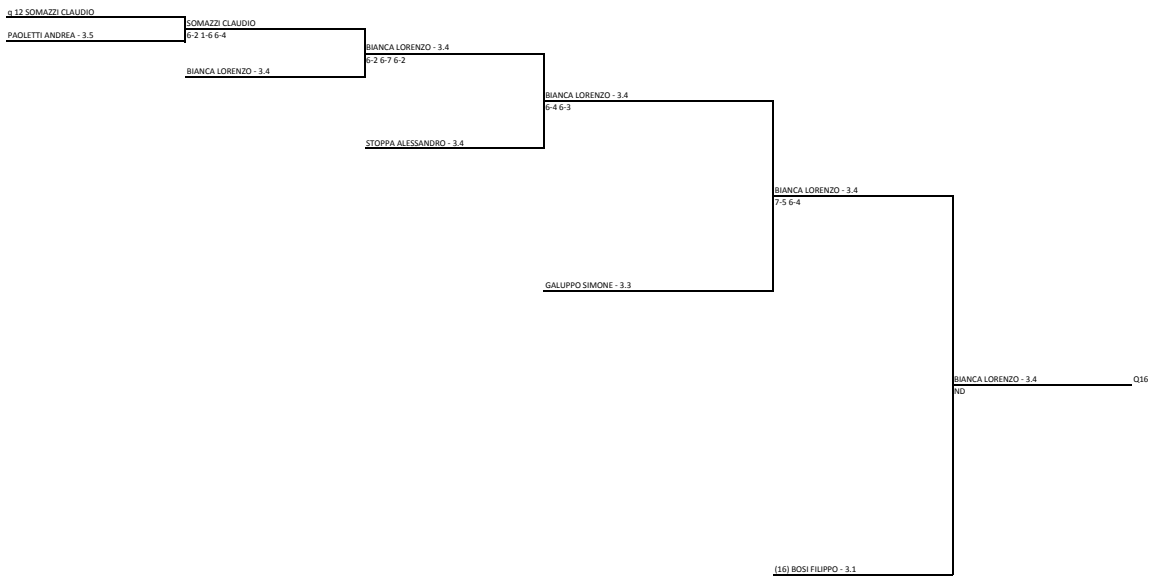 q 12 SOMAZZI CLAUDIO
SOMAZZI CLAUDIO
PAOLETTI ANDREA - 3.5
6-2 1-6 6-4
BIANCA LORENZO - 3.4
6-2 6-7 6-2
BIANCA LORENZO - 3.4
BIANCA LORENZO - 3.4
6-4 6-3
STOPPA ALESSANDRO - 3.4
BIANCA LORENZO - 3.4
7-5 6-4
GALUPPO SIMONE - 3.3
BIANCA LORENZO - 3.4
Q16
ND
(16) BOSI FILIPPO - 3.1